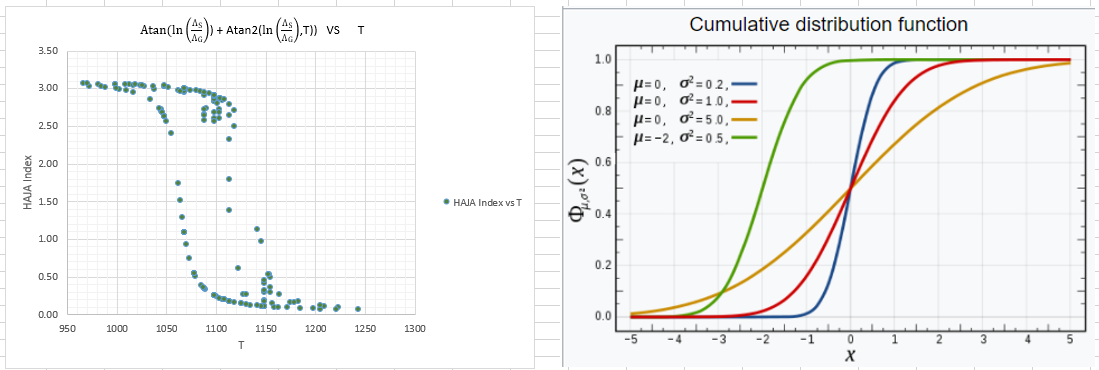 Atan(ln(Λs/ΛG)) + Atan2(ln(Λs/ΛG),T)) VS T
3.50
3.00
2.50
2.00
1.50
1.00
0.50
0.00
HAJA Index
950 1000 1050 1100 1150 1200 1250 1300
T
HAJA Index vs T
Cumulative distribution function
1.0
0.8
0.6
0.4
0.2
0.0
Φμ,σ²(x)
μ=0, σ²=0.2,
μ=0, σ²=1.0,
μ=0, σ²=5.0,
μ=−2, σ²=0.5,
-5 -4 -3 -2 -1 0 1 2 3 4 5
x